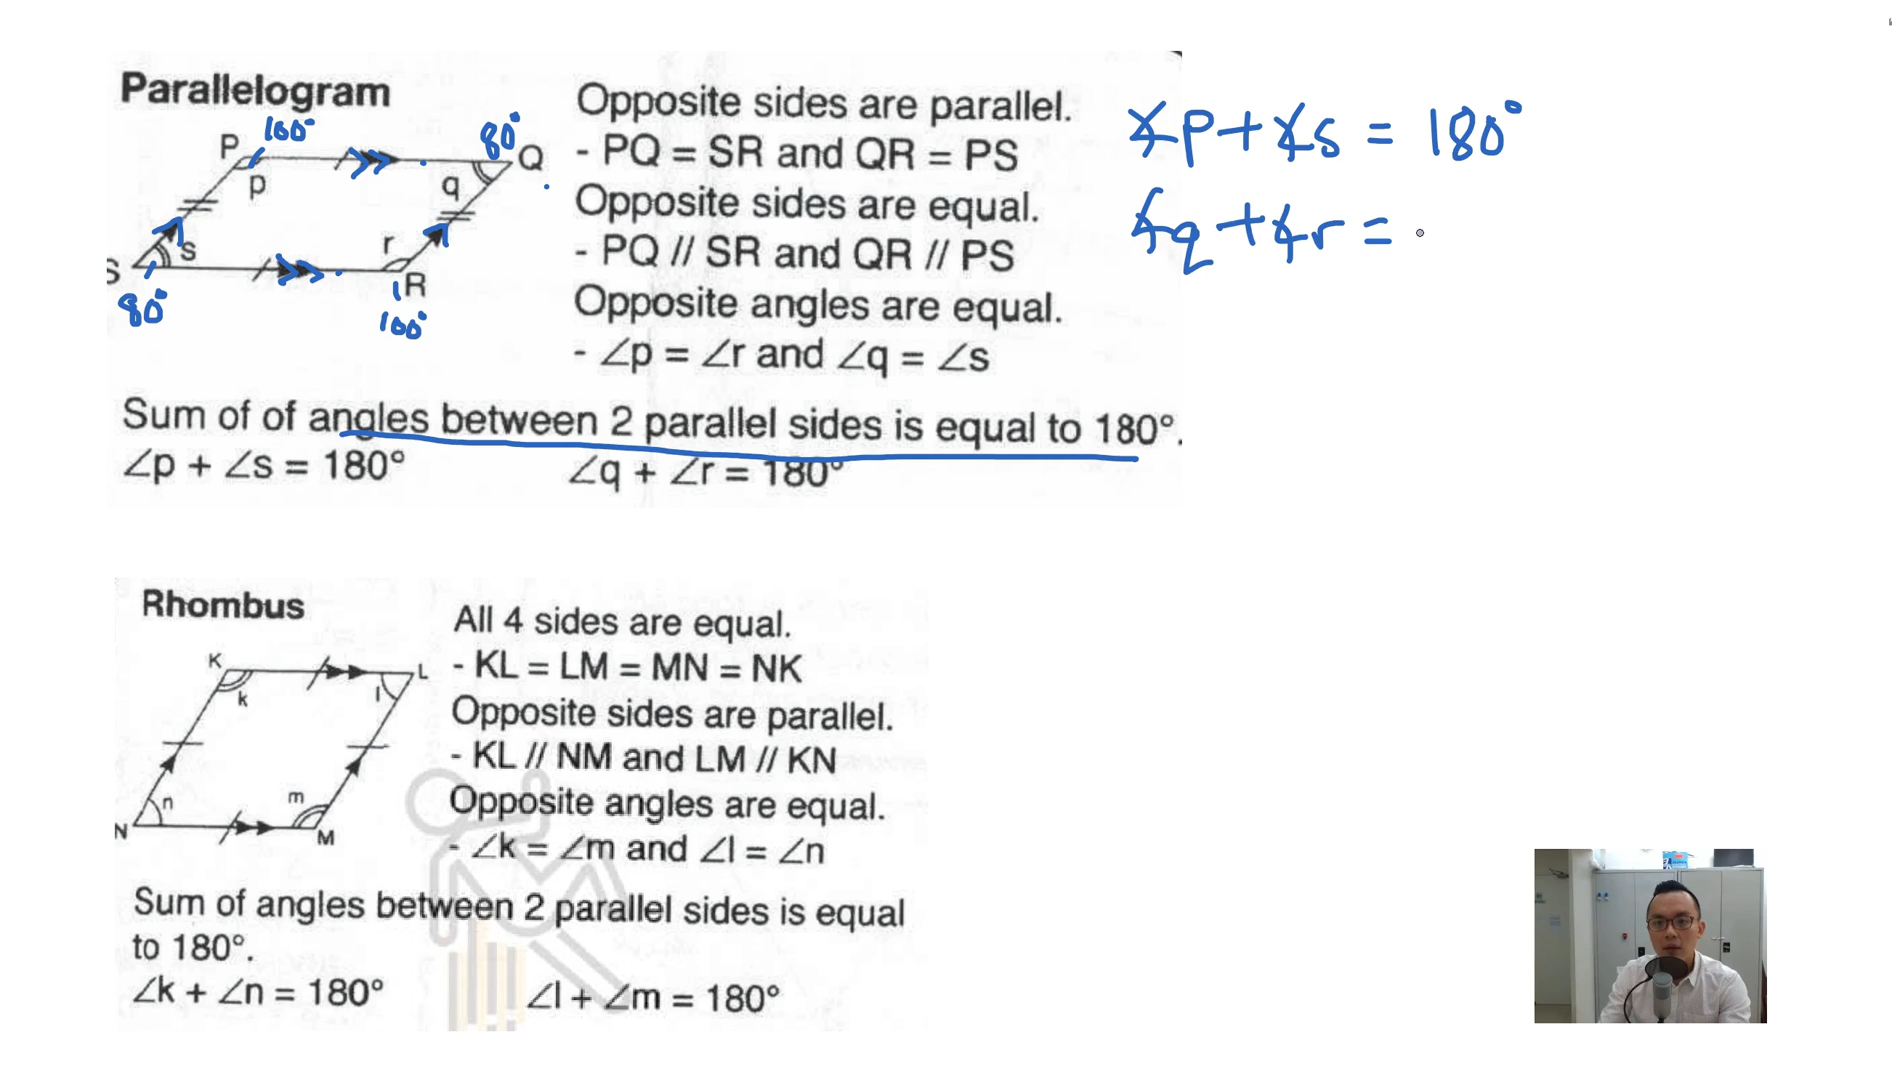 Parallelogram
P 100° 80° Q
p q
s r
S R
80° 100°
Opposite sides are parallel.
- PQ = SR and QR = PS
Opposite sides are equal.
- PQ // SR and QR // PS
Opposite angles are equal.
- ∠p = ∠r and ∠q = ∠s
Sum of of angles between 2 parallel sides is equal to 180°.
∠p + ∠s = 180° ∠q + ∠r = 180°
∠p + ∠s = 180°
∠q + ∠r =
Rhombus
K L
k l
n m
N M
All 4 sides are equal.
- KL = LM = MN = NK
Opposite sides are parallel.
- KL // NM and LM // KN
Opposite angles are equal.
- ∠k = ∠m and ∠l = ∠n
Sum of angles between 2 parallel sides is equal
to 180°.
∠k + ∠n = 180° ∠l + ∠m = 180°